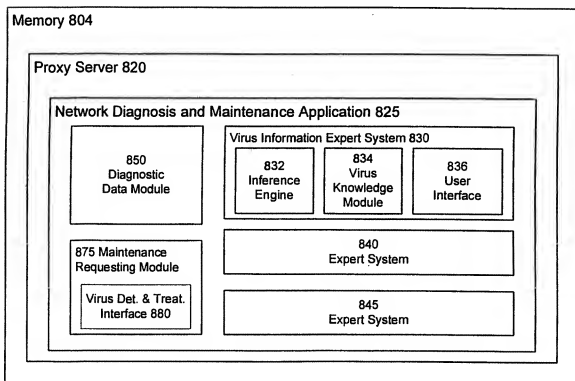 Memory 804
Proxy Server 820
Network Diagnosis and Maintenance Application 825
850
Diagnostic
Data Module
Virus Information Expert System 830
832
Inference
Engine
834
Virus
Knowledge
Module
836
User
Interface
875 Maintenance
Requesting Module
Virus Det. & Treat.
Interface 880
840
Expert System
845
Expert System